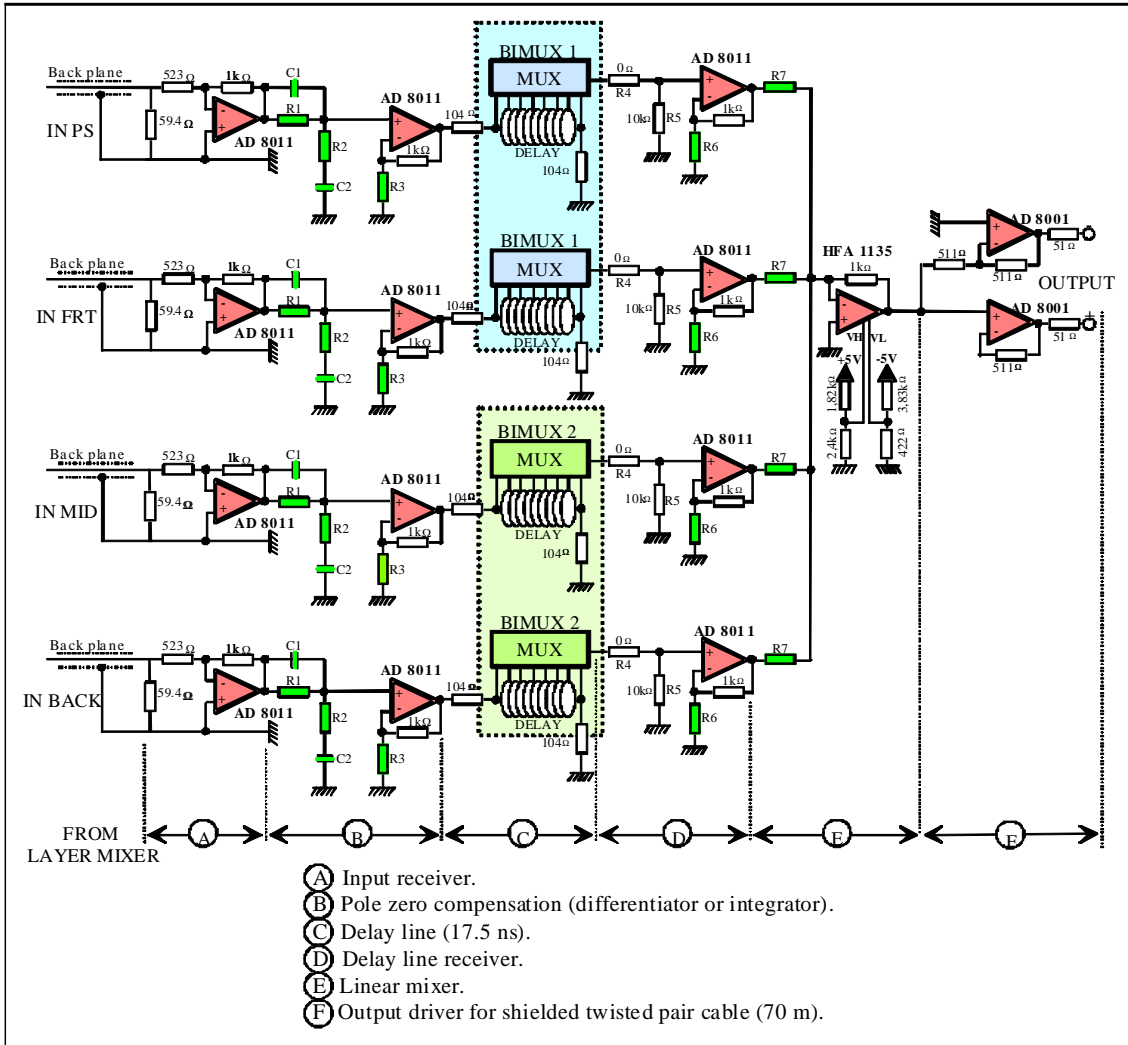 BIMUX 1
MUX
DELAY
Back plane
523Ω
1kΩ
C1
AD 8011
104Ω
0Ω
R4
AD 8011
R7
IN PS
59.4Ω
AD 8011
R1
R2
C2
1kΩ
R3
104Ω
10kΩ
R5
1kΩ
R6
BIMUX 1
MUX
DELAY
Back plane
523Ω
1kΩ
C1
AD 8011
104Ω
0Ω
R4
AD 8011
R7
IN FRT
59.4Ω
AD 8011
R1
R2
C2
1kΩ
R3
104Ω
10kΩ
R5
1kΩ
R6
HFA 1135
1kΩ
VH
VL
+5V
-5V
1.82kΩ
3,83kΩ
2,4kΩ
422Ω
AD 8001
511Ω
511Ω
51Ω
-
OUTPUT
AD 8001
511Ω
51Ω
+
BIMUX 2
MUX
DELAY
Back plane
523Ω
1kΩ
C1
AD 8011
104Ω
0Ω
R4
AD 8011
R7
IN MID
59.4Ω
AD 8011
R1
R2
C2
1kΩ
R3
104Ω
10kΩ
R5
1kΩ
R6
BIMUX 2
MUX
DELAY
Back plane
523Ω
1kΩ
C1
AD 8011
104Ω
0Ω
R4
AD 8011
R7
IN BACK
59.4Ω
AD 8011
R1
R2
C2
1kΩ
R3
104Ω
10kΩ
R5
1kΩ
R6
FROM
LAYER MIXER
A B C D E F
A Input receiver.
B Pole zero compensation (differentiator or integrator).
C Delay line (17.5 ns).
D Delay line receiver.
E Linear mixer.
F Output driver for shielded twisted pair cable (70 m).